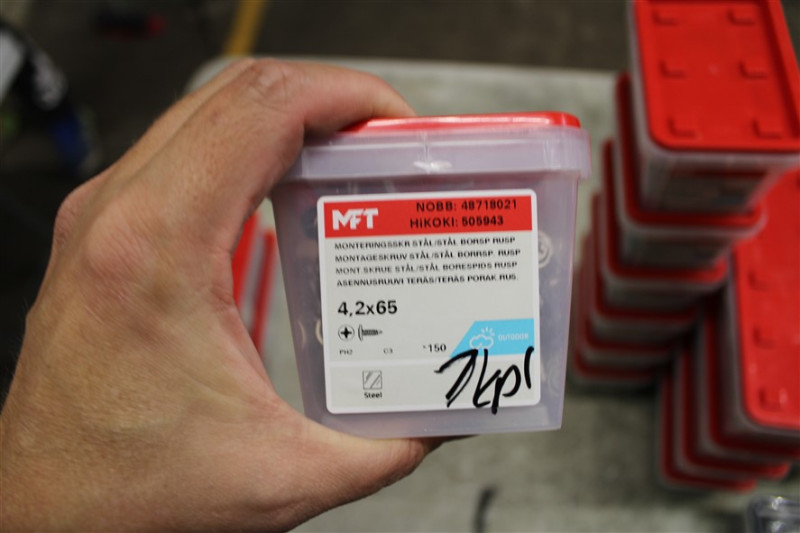 MFT
NOBB: 48718021
HiKOKI: 505943
MONTERINGSSKR STÅL/STÅL BORSP RUSP
MONTAGESKRUV STÅL/STÅL BORRSP. RUSP
MONT SKRUE STÅL/STÅL BORESPIDS RUSP
ASENNUSRUUVI TERÄS/TERÄS PORAK.RUS.
4,2x65
PH2 C3 *150
OUTDOOR
Steel
7kpl